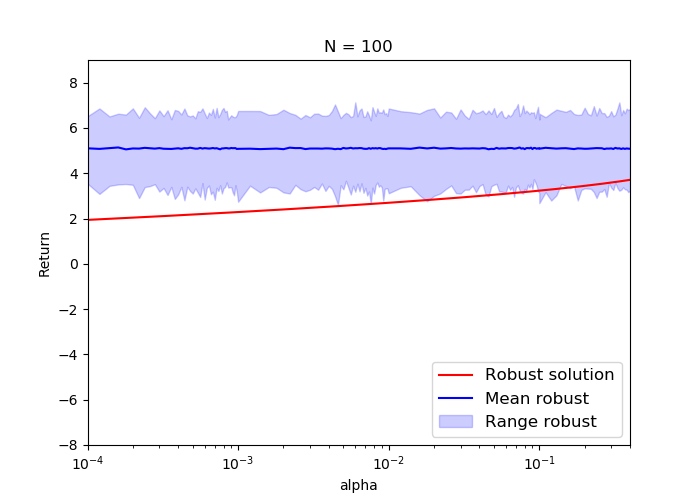 N = 100
Return
8
6
4
2
0
−2
−4
−6
−8
10⁻⁴
10⁻³
10⁻²
10⁻¹
alpha
Robust solution
Mean robust
Range robust